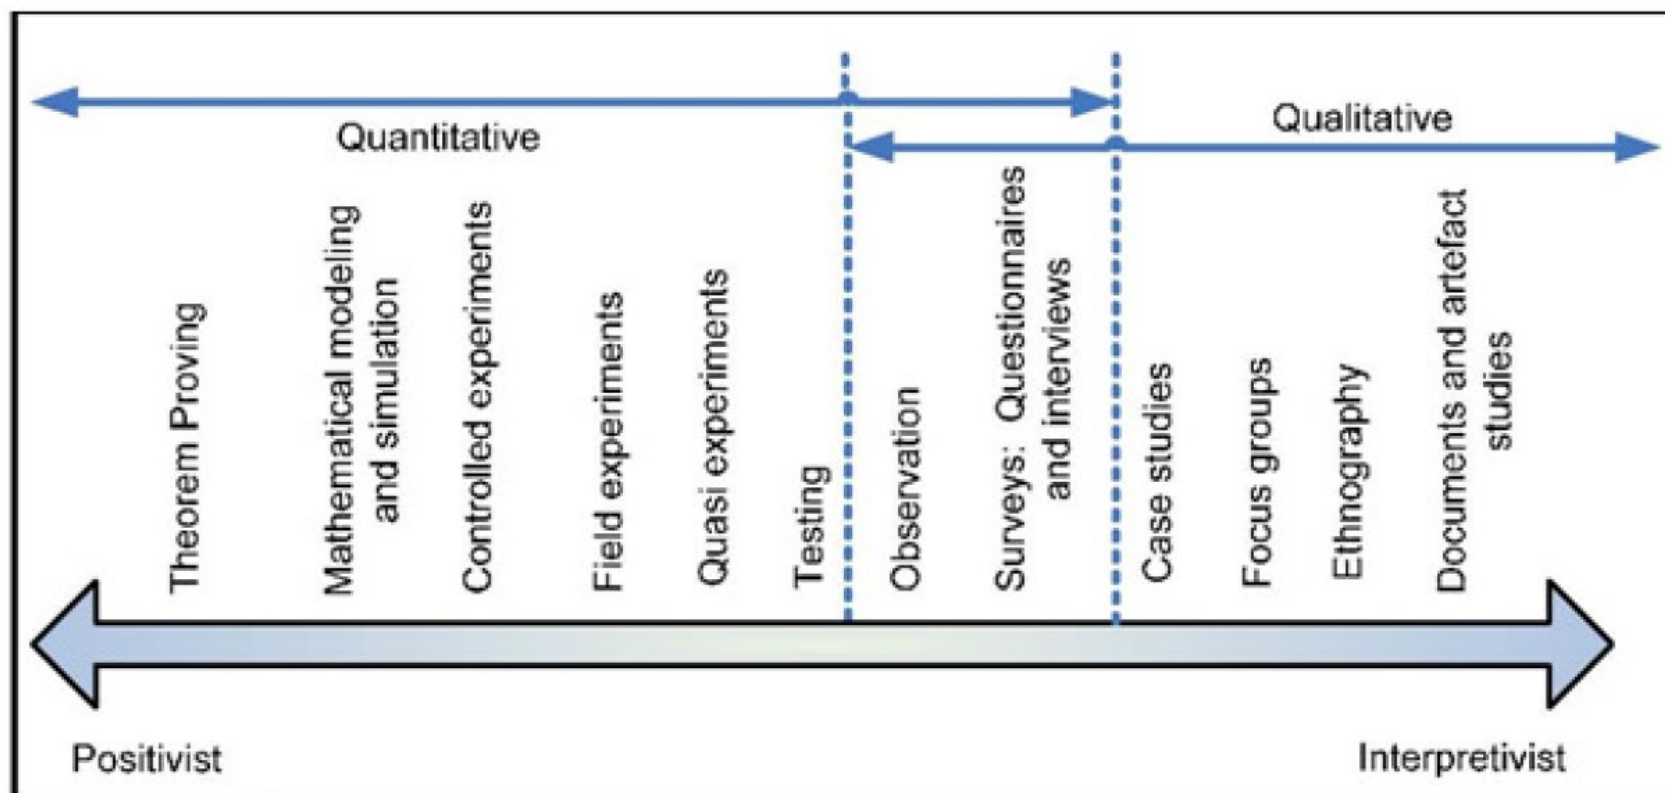 Quantitative
Qualitative
Theorem Proving
Mathematical modeling
and simulation
Controlled experiments
Field experiments
Quasi experiments
Testing
Observation
Surveys: Questionnaires
and interviews
Case studies
Focus groups
Ethnography
Documents and artefact
studies
Positivist
Interpretivist